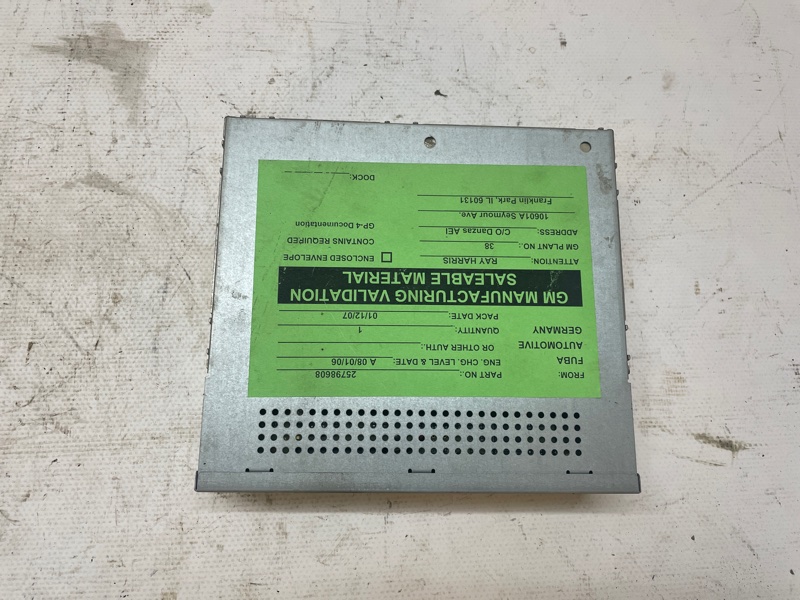 FROM:
FUBA
AUTOMOTIVE
GERMANY
PART NO.: 25798608
ENG. CHG. LEVEL & DATE: A 08/01/06
OR OTHER AUTH.:
QUANTITY: 1
PACK DATE: 01/12/07
GM MANUFACTURING VALIDATION
SALEABLE MATERIAL
ATTENTION: RAY HARRIS
GM PLANT NO.: 38
ADDRESS: C/O Danzas AEI
10601A Seymour Ave.
Franklin Park, IL 60131
ENCLOSED ENVELOPE
CONTAINS REQUIRED
GP-4 Documentation
DOCK: